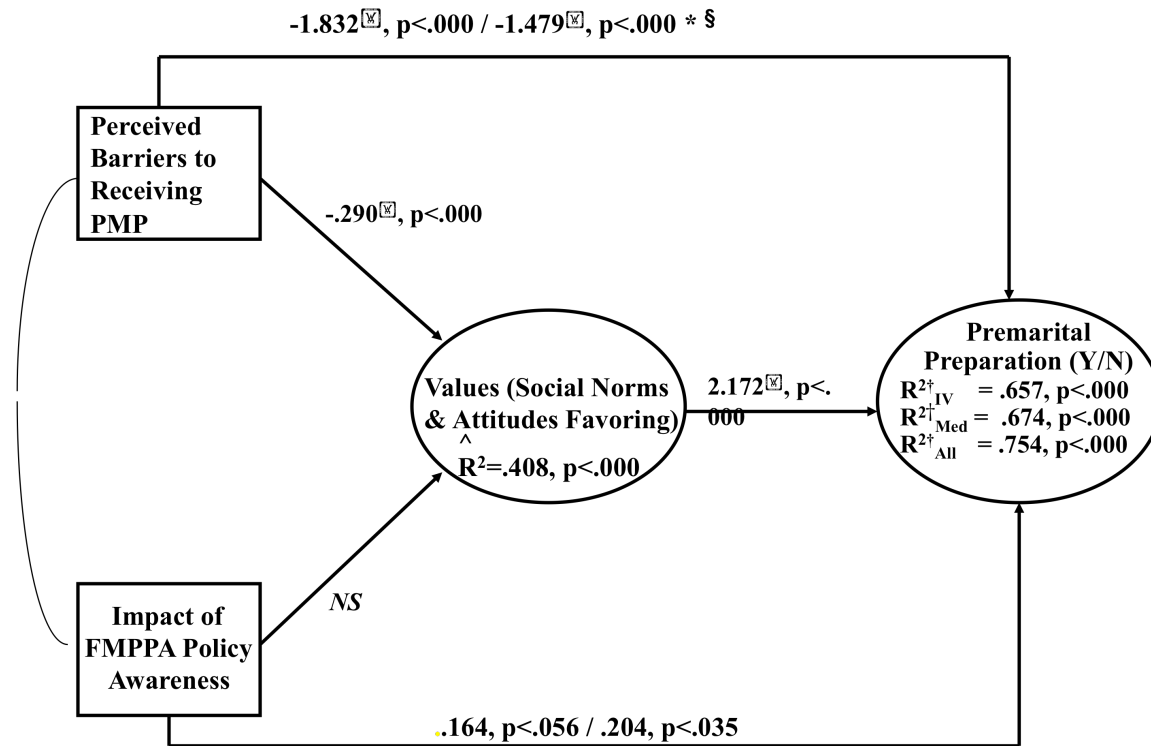 -1.832, p<.000 / -1.479, p<.000 * §
Perceived
Barriers to
Receiving
PMP
-.290, p<.000
Premarital
Preparation (Y/N)
R²†IV = .657, p<.000
R²†Med = .674, p<.000
R²†All = .754, p<.000
Values (Social Norms
& Attitudes Favoring)
^
R²=.408, p<.000
2.172, p<.
000
NS
Impact of
FMPPA Policy
Awareness
..164, p<.056 / .204, p<.035